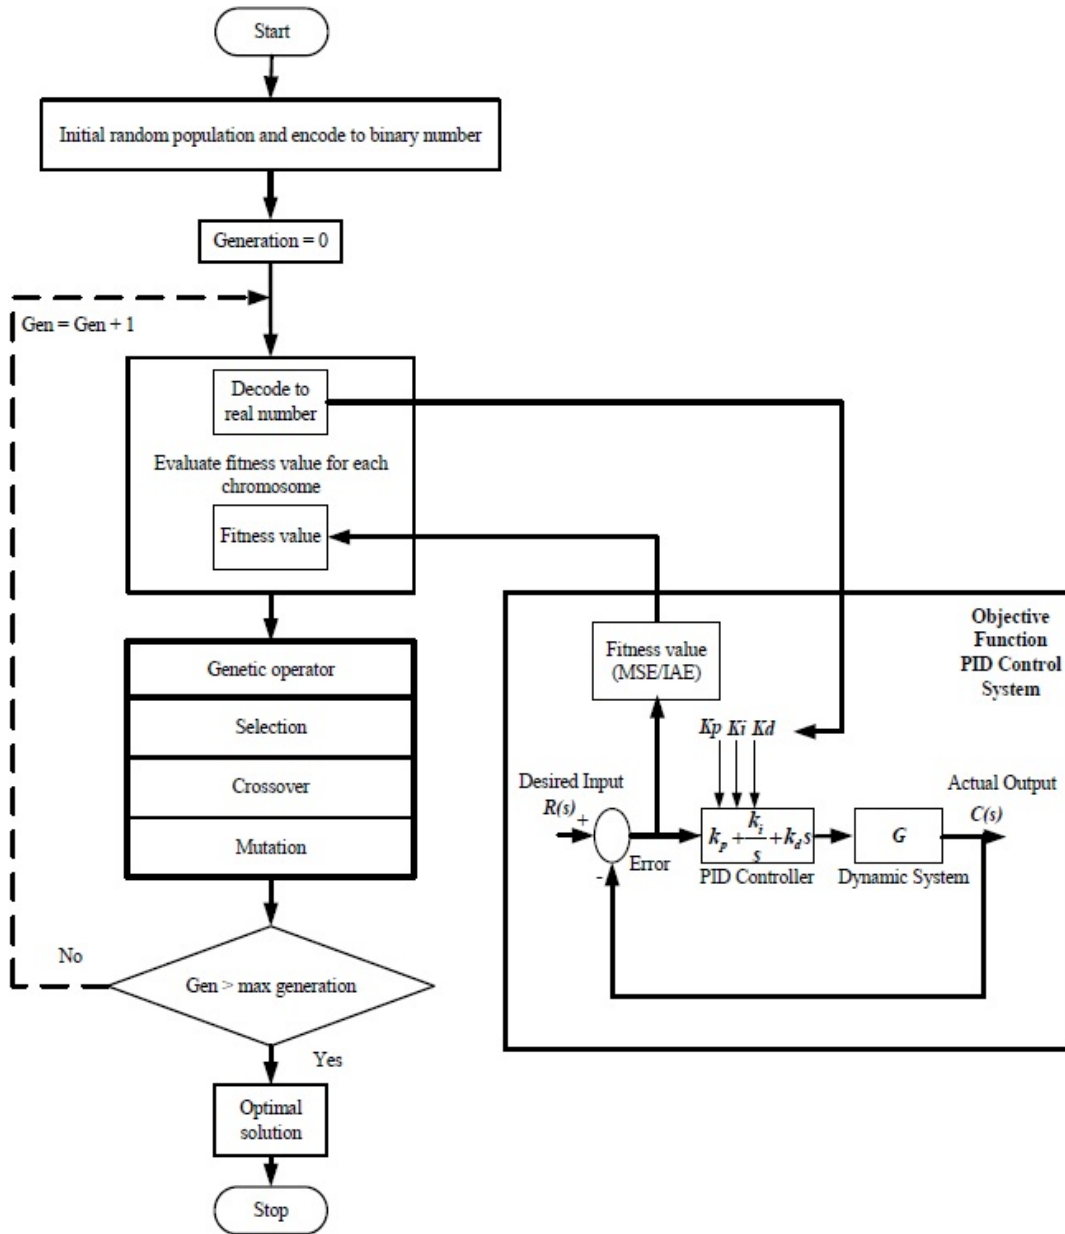 Start
Initial random population and encode to binary number
Generation = 0
Gen = Gen + 1
Decode to
real number
Evaluate fitness value for each
chromosome
Fitness value
Genetic operator
Selection
Crossover
Mutation
No
Gen > max generation
Yes
Optimal
solution
Stop
Objective
Function
PID Control
System
Fitness value
(MSE/IAE)
Kp Ki Kd
Desired Input
R(s)
+
-
Error
k_p + k_i/s + k_d s
PID Controller
G
Dynamic System
Actual Output
C(s)